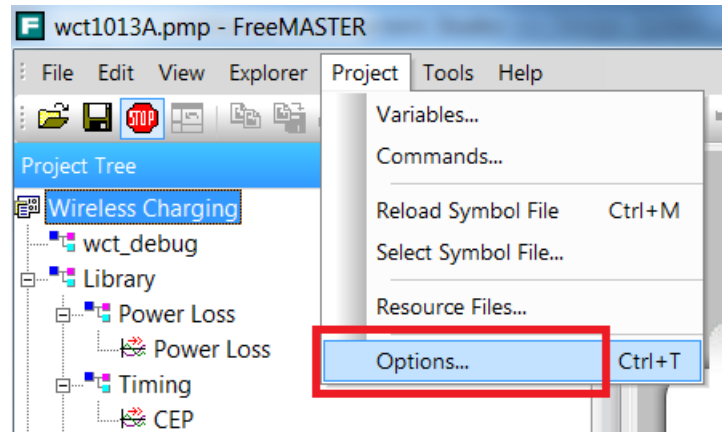 wct1013A.pmp - FreeMASTER
File Edit View Explorer Project Tools Help
STOP
Variables...
Commands...
Project Tree
Wireless Charging
Reload Symbol File Ctrl+M
wct_debug
Select Symbol File...
Library
Resource Files...
Power Loss
Power Loss
Options... Ctrl+T
Timing
CEP